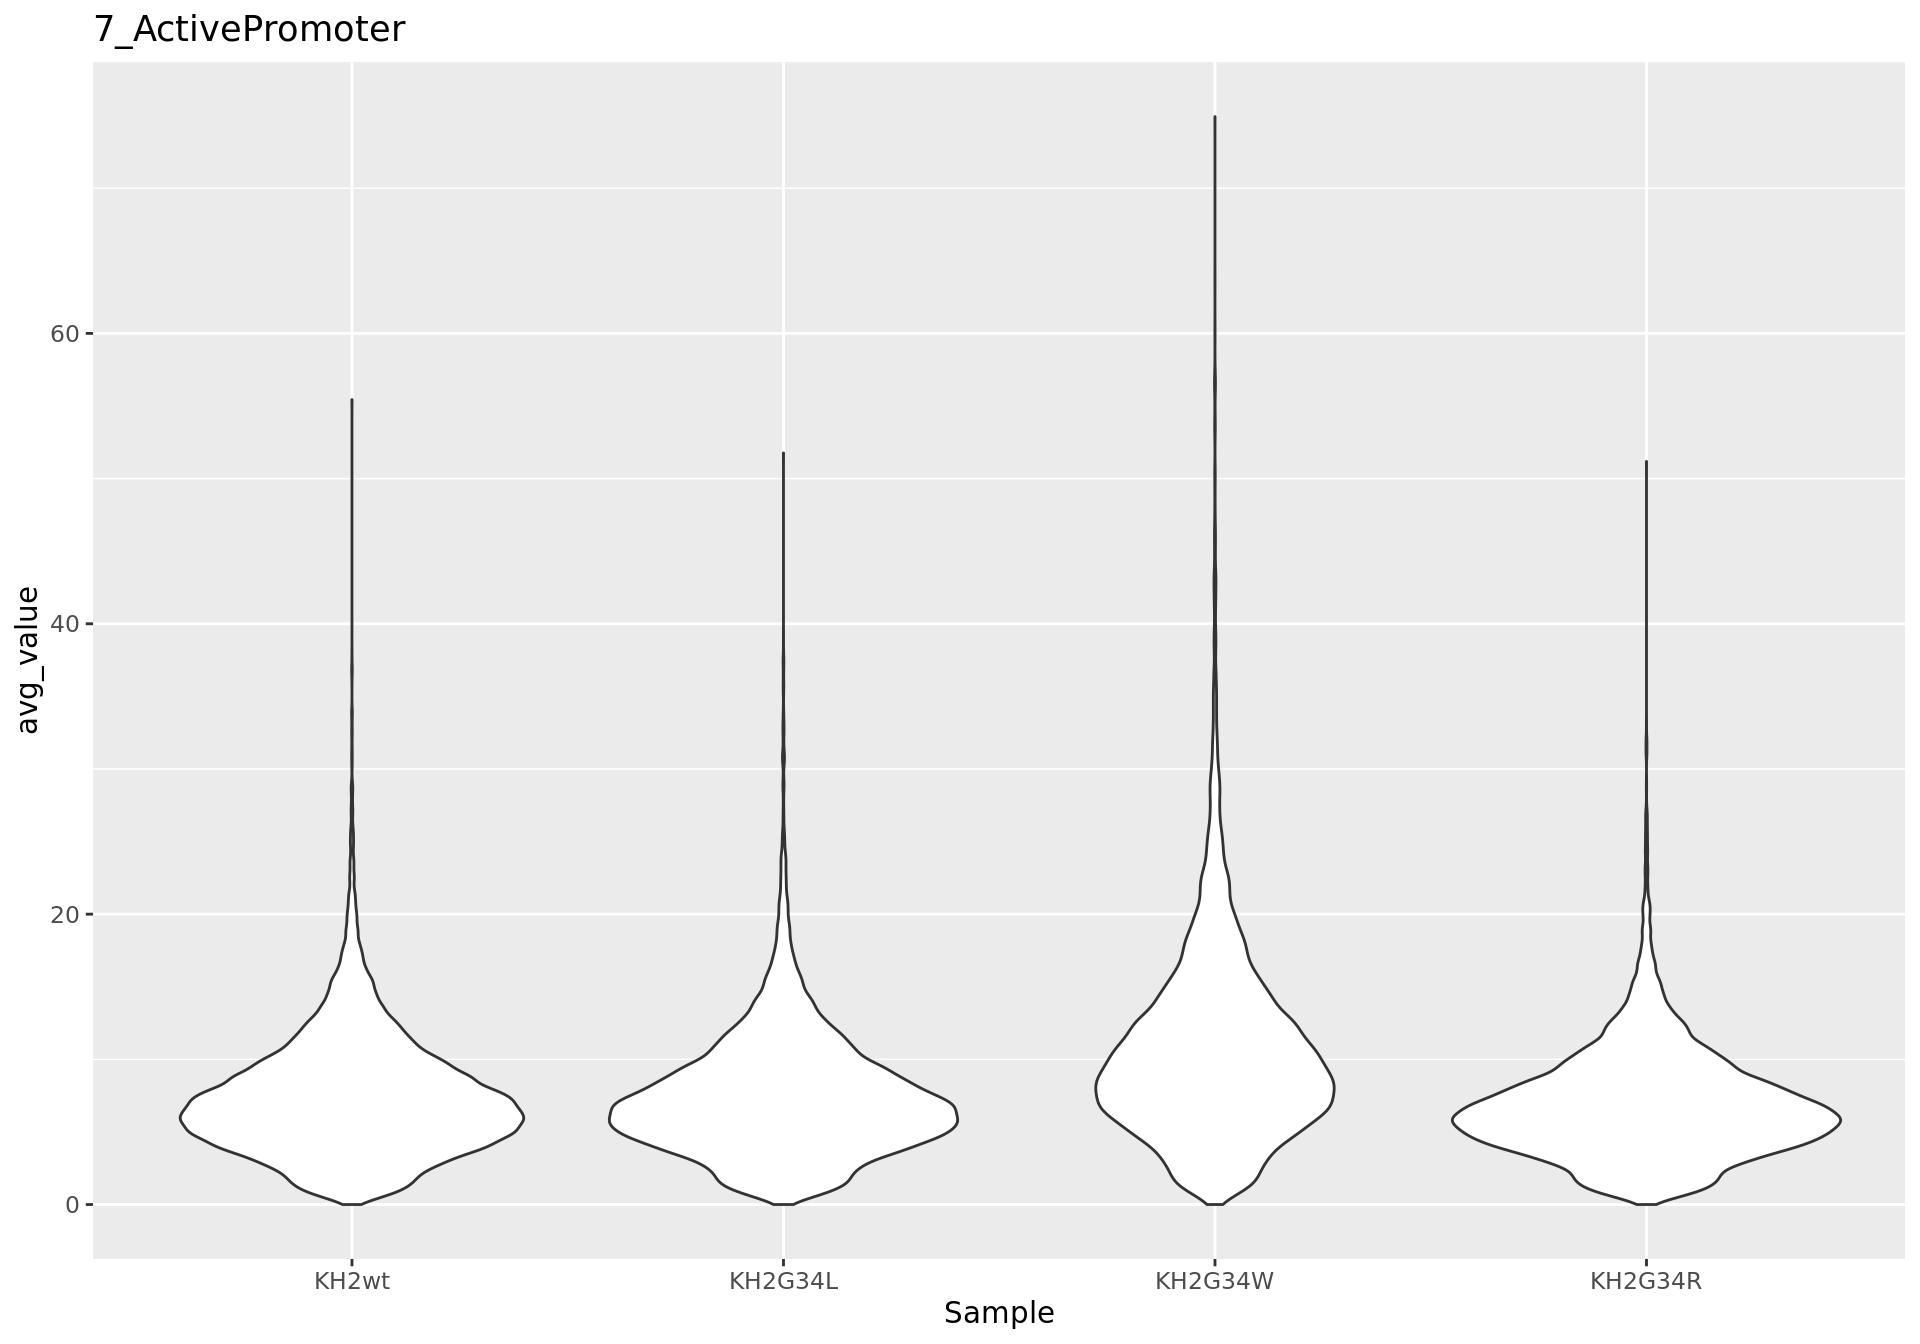 7_ActivePromoter
avg_value
60
40
20
0
KH2wt KH2G34L KH2G34W KH2G34R
Sample